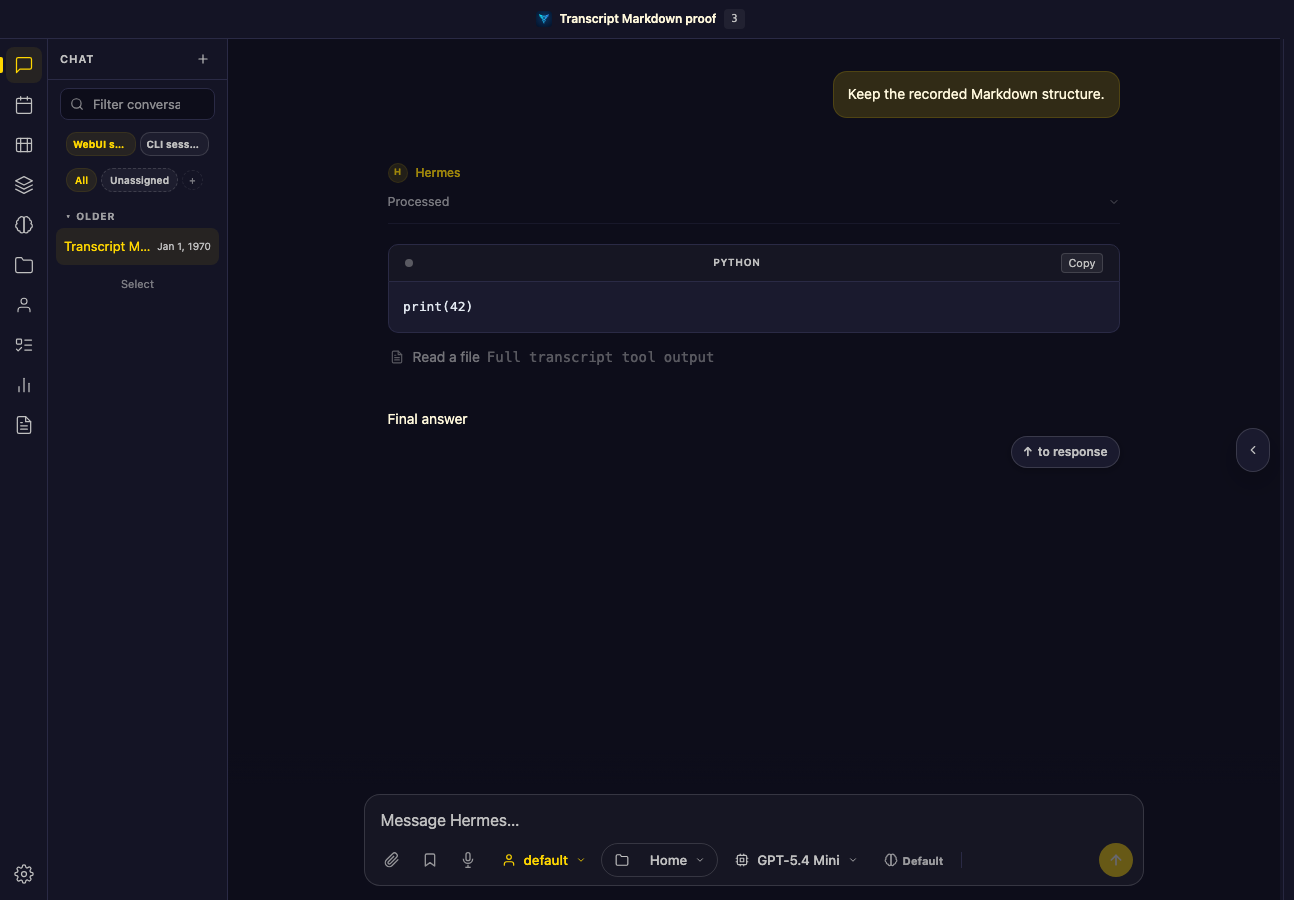 Transcript Markdown proof 3
CHAT
Filter conversa
WebUI s... CLI sess...
All Unassigned +
OLDER
Transcript M... Jan 1, 1970
Select
Keep the recorded Markdown structure.
H Hermes
Processed
PYTHON Copy
print(42)
Read a file Full transcript tool output
Final answer
↑ to response
Message Hermes...
default Home GPT-5.4 Mini Default